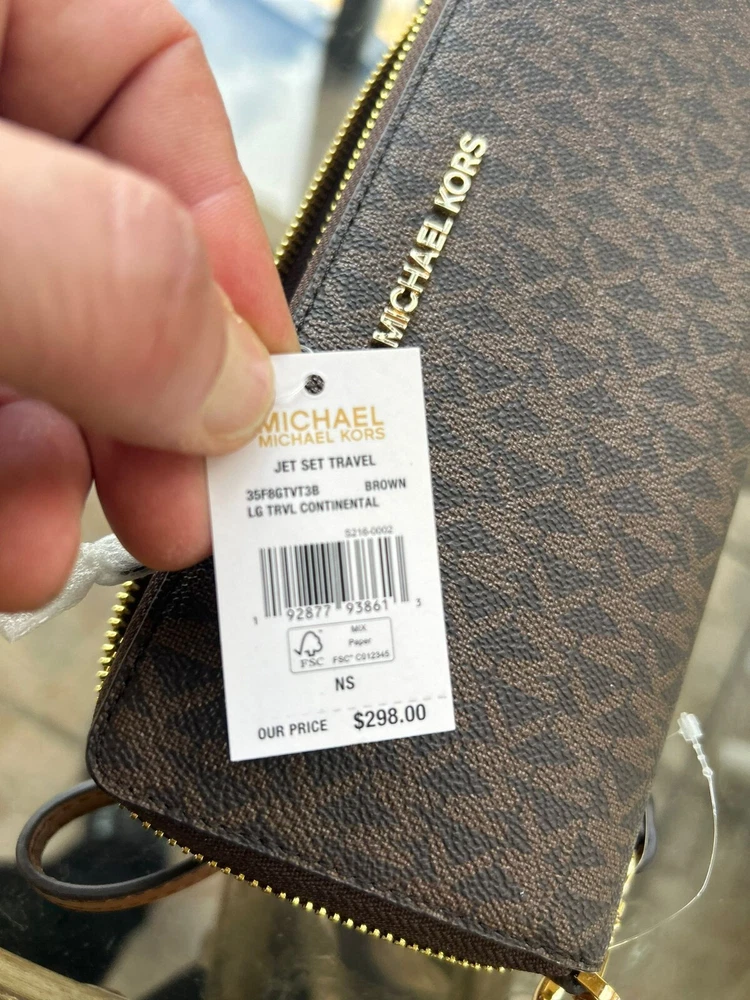 MICHAEL KORS
MICHAEL
MICHAEL KORS
JET SET TRAVEL
35F8GTVT3B BROWN
LG TRVL CONTINENTAL
5216-0002
1 92877 93861 3
MIX
Paper
FSC FSC® C012345
NS
OUR PRICE $298.00